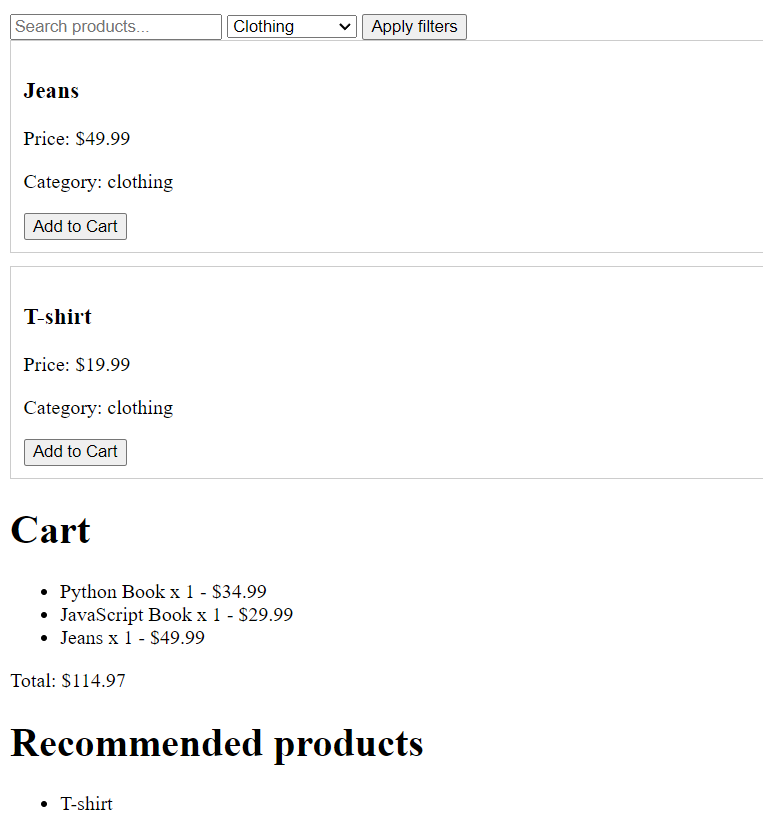 Search products... Clothing Apply filters
Jeans
Price: $49.99
Category: clothing
Add to Cart
T-shirt
Price: $19.99
Category: clothing
Add to Cart
Cart
• Python Book x 1 - $34.99
• JavaScript Book x 1 - $29.99
• Jeans x 1 - $49.99
Total: $114.97
Recommended products
• T-shirt